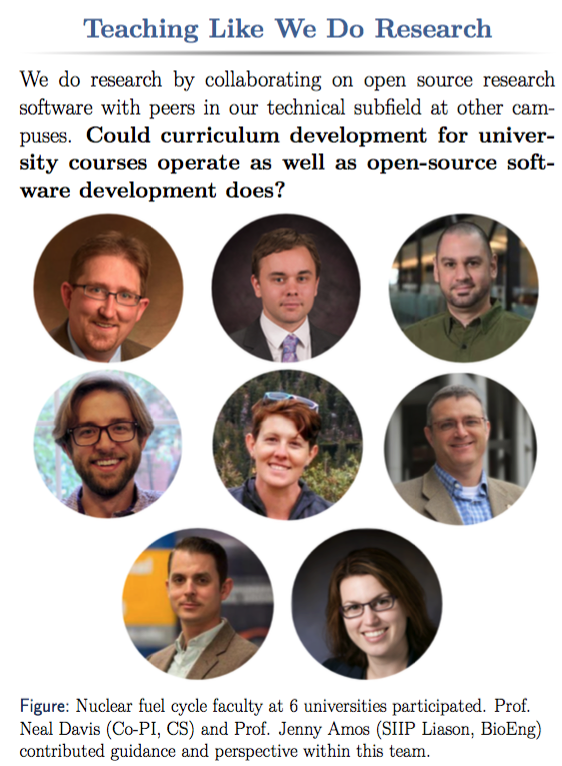 Teaching Like We Do Research
We do research by collaborating on open source research
software with peers in our technical subfield at other cam-
puses. Could curriculum development for univer-
sity courses operate as well as open-source soft-
ware development does?
Figure: Nuclear fuel cycle faculty at 6 universities participated. Prof.
Neal Davis (Co-PI, CS) and Prof. Jenny Amos (SIIP Liason, BioEng)
contributed guidance and perspective within this team.